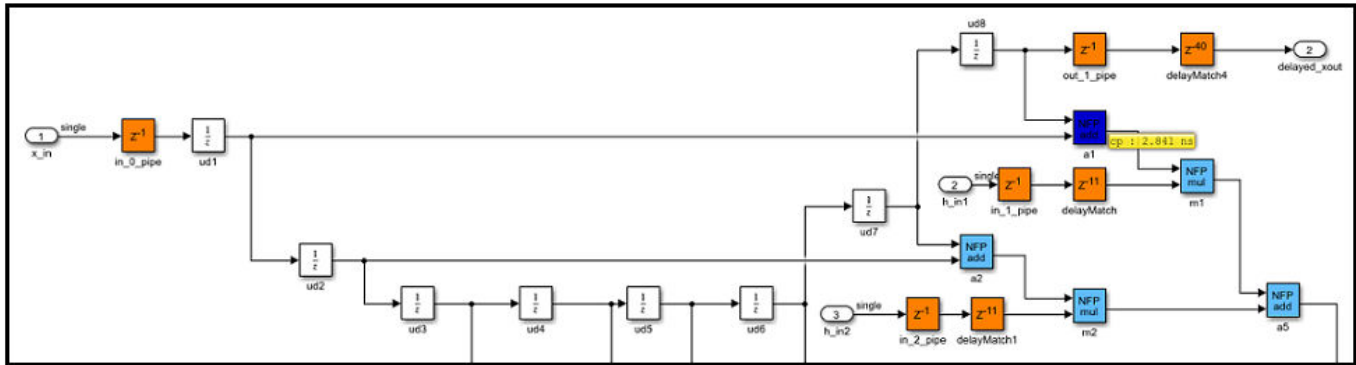 ud8
1
z
z-1
out_1_pipe
z-40
delayMatch4
2
delayed_xout
1
x_in
single
z-1
in_0_pipe
1
z
ud1
NFP
add
a1
cp : 2.841 ns
2
h_in1
single
z-1
in_1_pipe
z-11
delayMatch
NFP
mul
m1
1
z
ud7
1
z
ud2
NFP
add
a2
1
z
ud3
1
z
ud4
1
z
ud5
1
z
ud6
3
h_in2
single
z-1
in_2_pipe
z-11
delayMatch1
NFP
mul
m2
NFP
add
a5